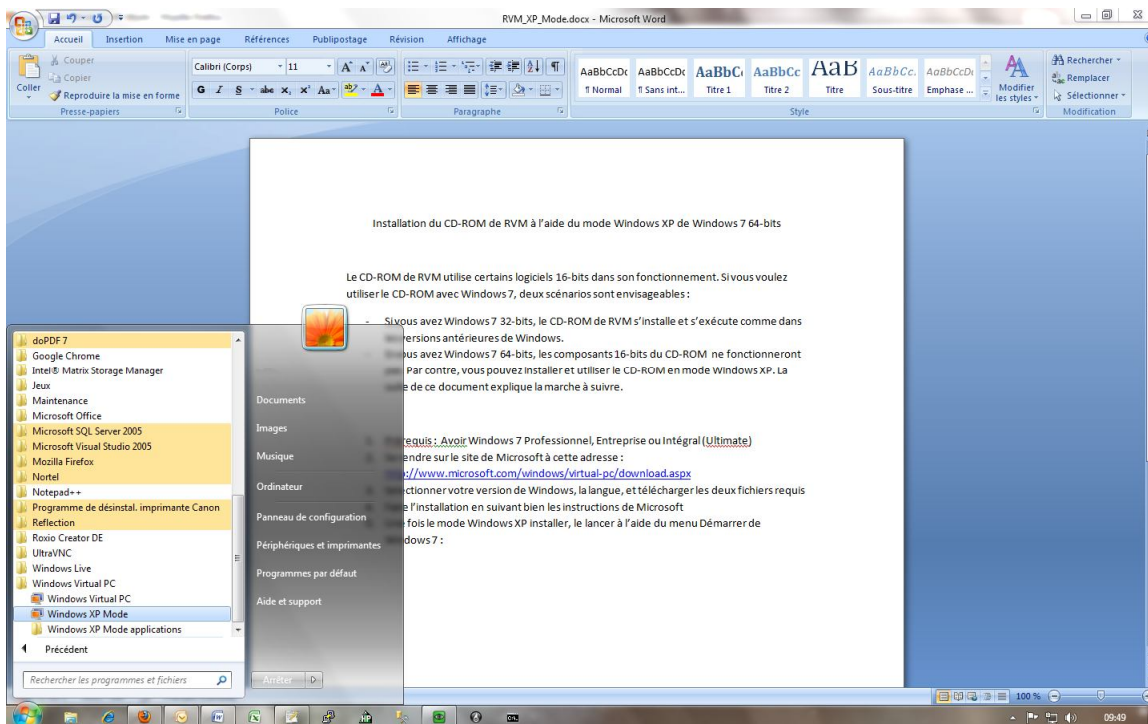 RVM_XP_Mode.docx - Microsoft Word
Accueil Insertion Mise en page Références Publipostage Révision Affichage
Coller
Couper
Copier
Reproduire la mise en forme
Presse-papiers
Calibri (Corps) 11
G I S abc x, x² Aa A
Police
Paragraphe
AaBbCcDc AaBbCcDc AaBbC AaBbCc AaB AaBbCc. AaBbCcDc
¶ Normal ¶ Sans int... Titre 1 Titre 2 Titre Sous-titre Emphase ...
Modifier les styles
Style
Rechercher
Remplacer
Sélectionner
Modification
Installation du CD-ROM de RVM à l'aide du mode Windows XP de Windows 7 64-bits
Le CD-ROM de RVM utilise certains logiciels 16-bits dans son fonctionnement. Si vous voulez
utiliser le CD-ROM avec Windows 7, deux scénarios sont envisageables :
- Si vous avez Windows 7 32-bits, le CD-ROM de RVM s'installe et s'exécute comme dans
versions antérieures de Windows.
vous avez Windows 7 64-bits, les composants 16-bits du CD-ROM ne fonctionneront
Par contre, vous pouvez installer et utiliser le CD-ROM en mode Windows XP. La
de ce document explique la marche à suivre.
requis : Avoir Windows 7 Professionnel, Entreprise ou Intégral (Ultimate)
rendre sur le site de Microsoft à cette adresse :
://www.microsoft.com/windows/virtual-pc/download.aspx
ctionner votre version de Windows, la langue, et télécharger les deux fichiers requis
l'installation en suivant bien les instructions de Microsoft
fois le mode Windows XP installer, le lancer à l'aide du menu Démarrer de
dows 7 :
doPDF 7
Google Chrome
Intel® Matrix Storage Manager
Jeux
Maintenance
Microsoft Office
Microsoft SQL Server 2005
Microsoft Visual Studio 2005
Mozilla Firefox
Nortel
Notepad++
Programme de désinstal. imprimante Canon
Reflection
Roxio Creator DE
UltraVNC
Windows Live
Windows Virtual PC
Windows Virtual PC
Windows XP Mode
Windows XP Mode applications
Précédent
Rechercher les programmes et fichiers
Documents
Images
Musique
Ordinateur
Panneau de configuration
Périphériques et imprimantes
Programmes par défaut
Aide et support
Arrêter
100 %
09:49